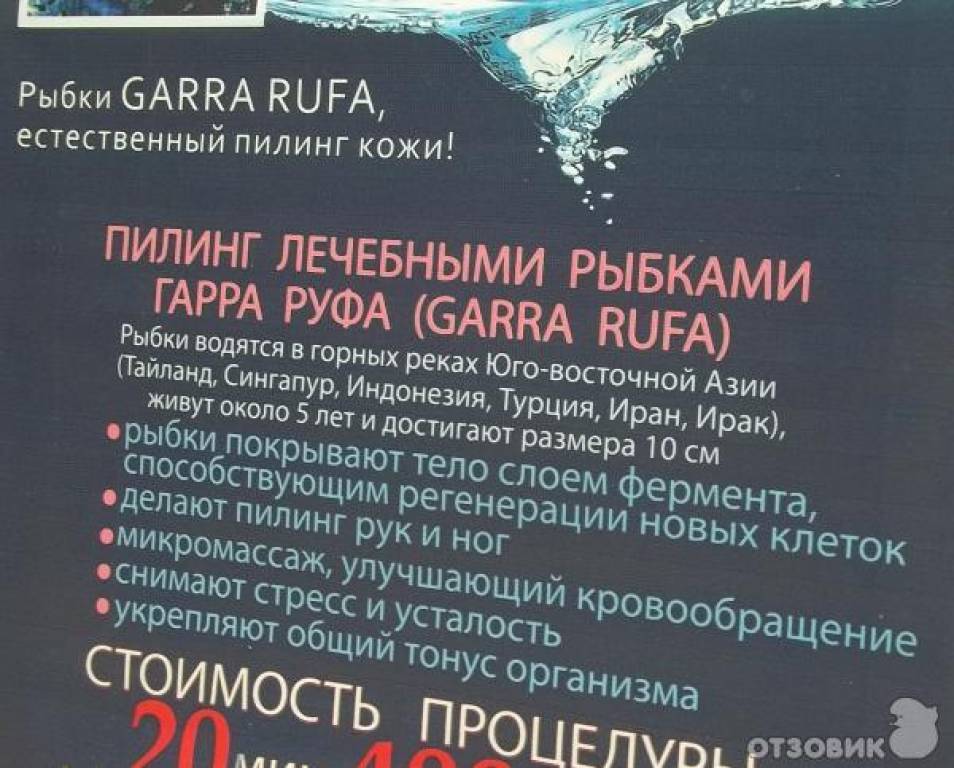 Рыбки GARRA RUFA,
естественный пилинг кожи!
ПИЛИНГ ЛЕЧЕБНЫМИ РЫБКАМИ
ГАРРА РУФА (GARRA RUFA)
Рыбки водятся в горных реках Юго-восточной Азии
(Тайланд, Сингапур, Индонезия, Турция, Иран, Ирак),
живут около 5 лет и достигают размера 10 см
•рыбки покрывают тело слоем фермента,
способствующим регенерации новых клеток
•делают пилинг рук и ног
•микромассаж, улучшающий кровообращение
•снимают стресс и усталость
•укрепляют общий тонус организма
СТОИМОСТЬ ПРОЦЕДУРЫ
20 мин
ОТЗОВИК